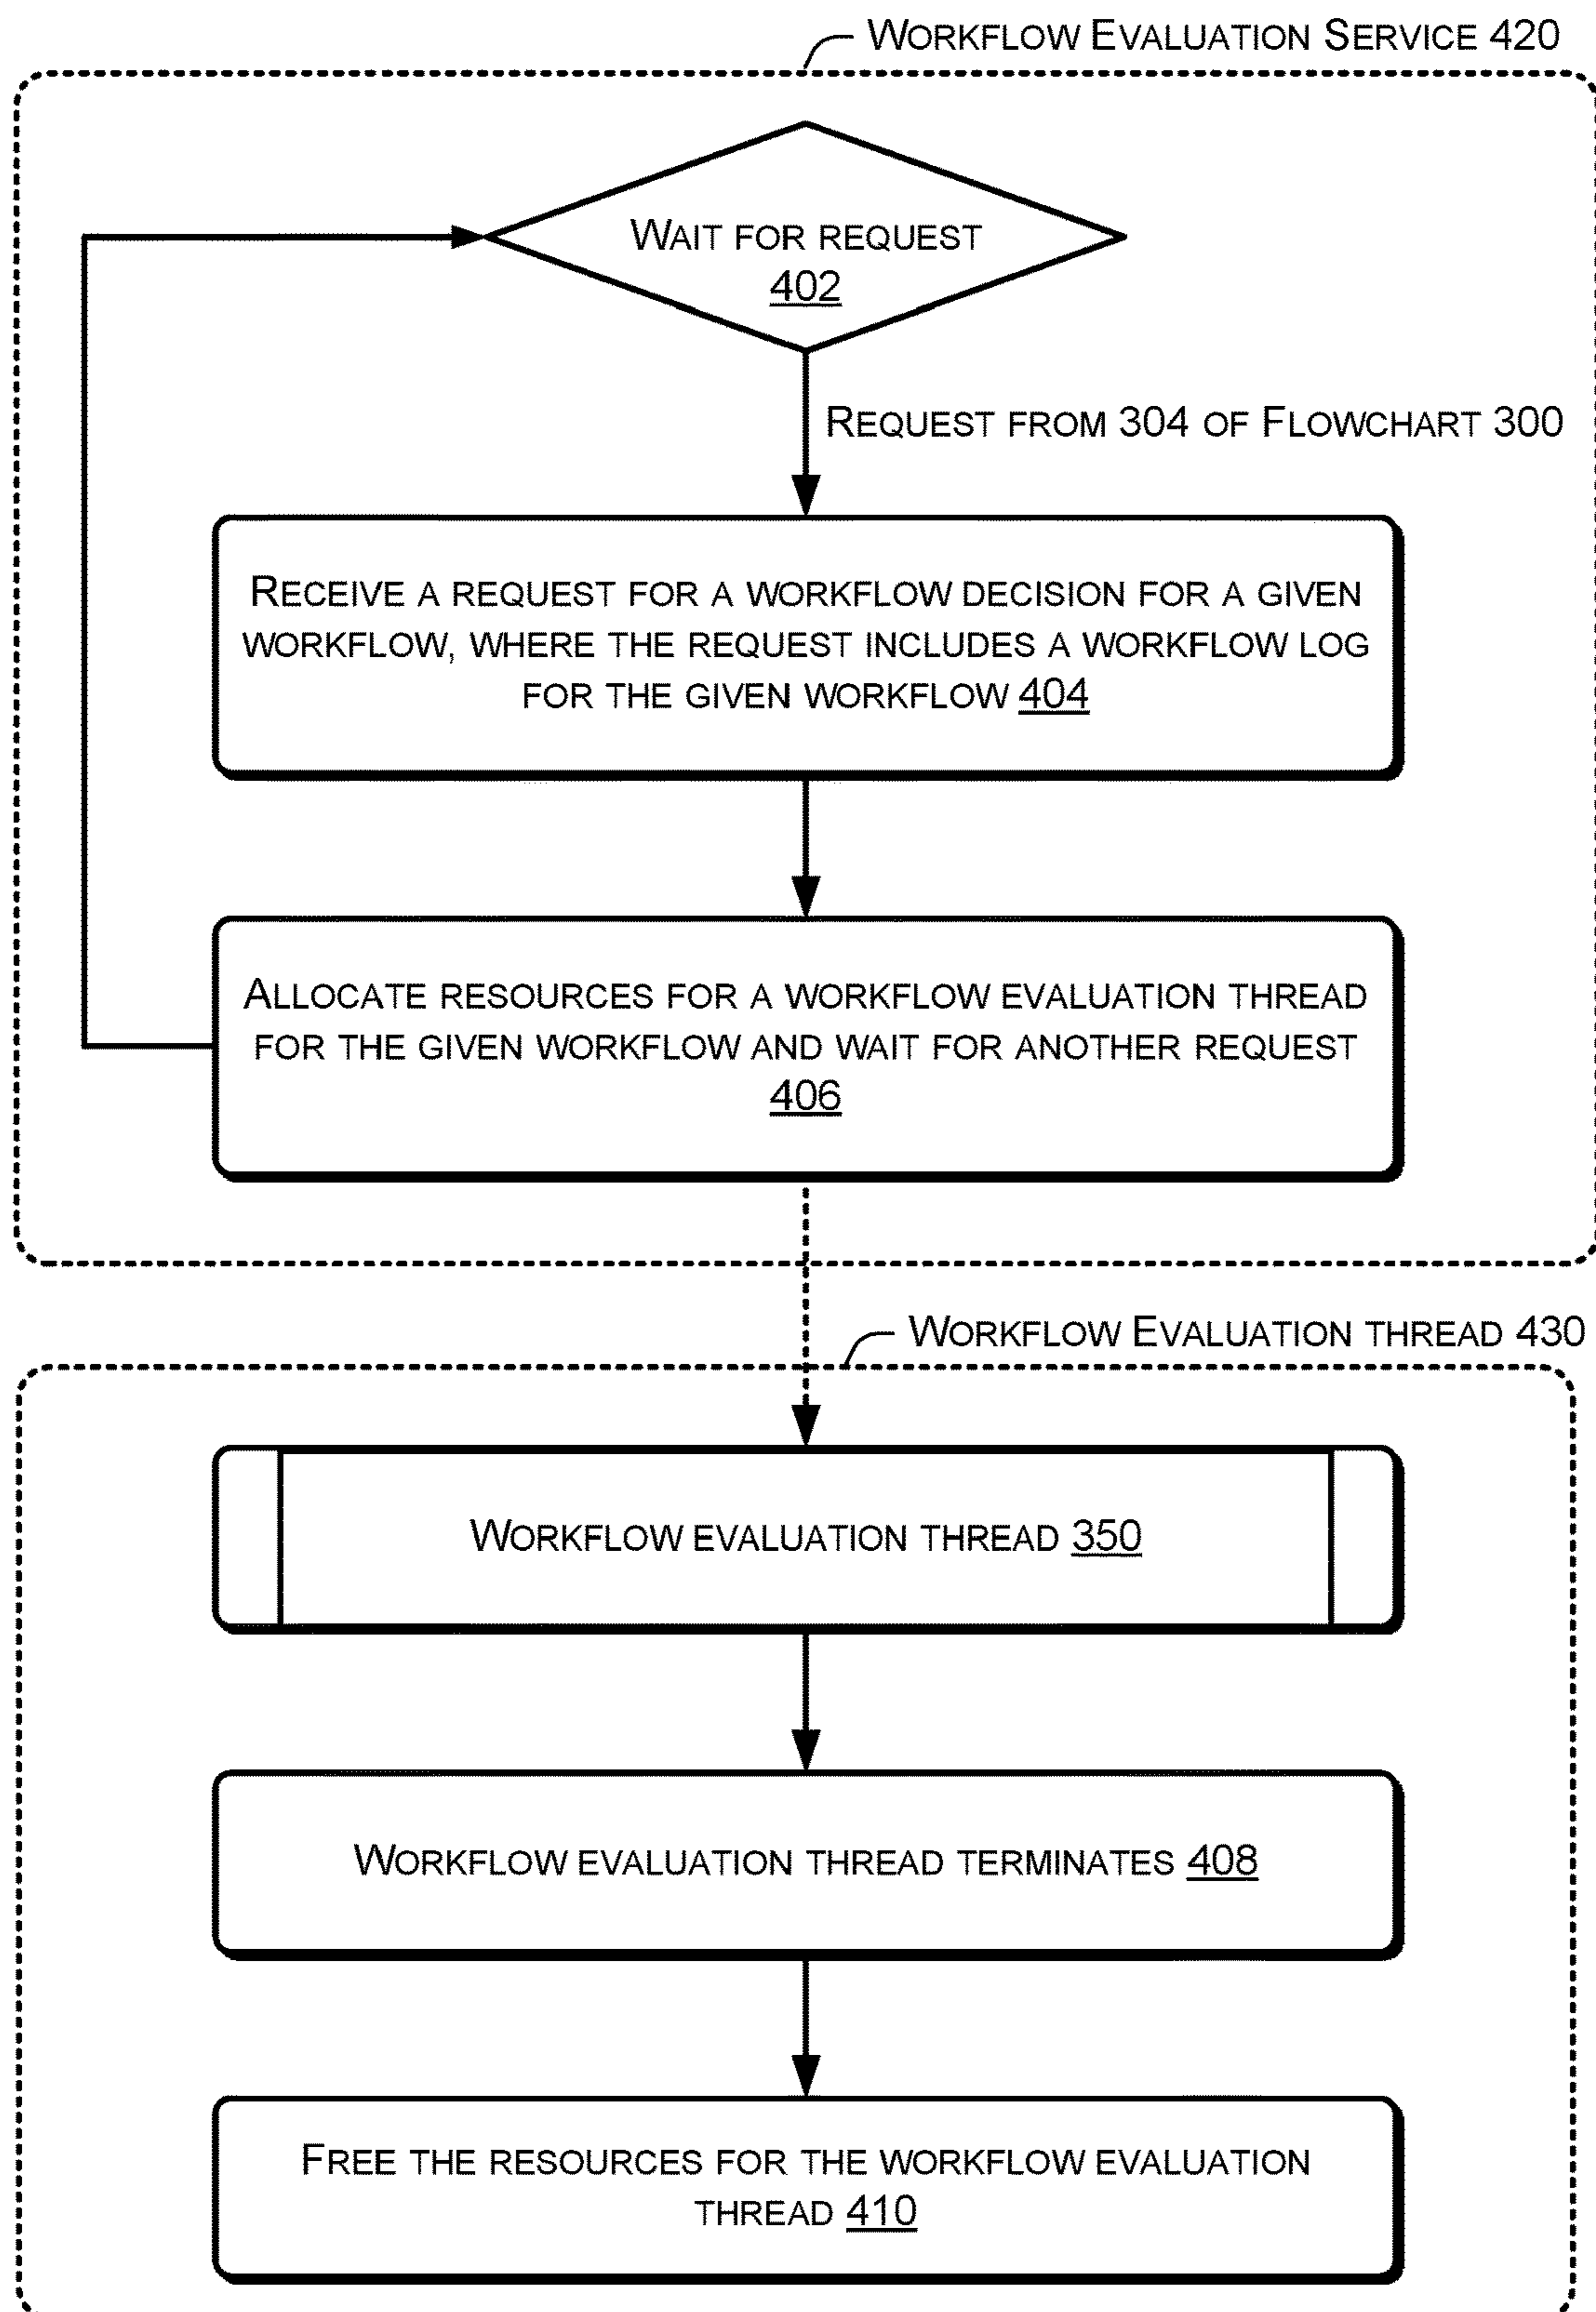 Workflow Evaluation Service 420
Wait for request
402
Request from 304 of Flowchart 300
Receive a request for a workflow decision for a given
workflow, where the request includes a workflow log
for the given workflow 404
Allocate resources for a workflow evaluation thread
for the given workflow and wait for another request
406
Workflow Evaluation thread 430
Workflow evaluation thread 350
Workflow evaluation thread terminates 408
Free the resources for the workflow evaluation
thread 410